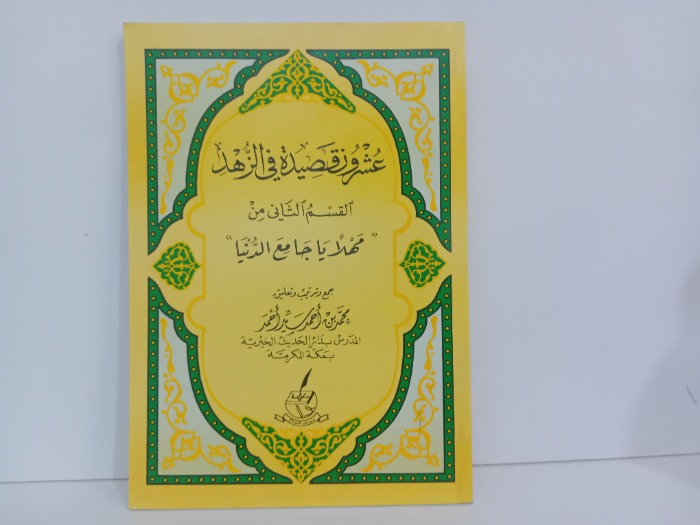 عشرون قصيدة في الزهد
القسم الثاني من
"مهلاً يا جامع الدنيا"
جمع وترتيب وتعليق
محمد بن أحمد سيد أحمد
المدرس بدار الحديث الخيرية
بمكة المكرمة